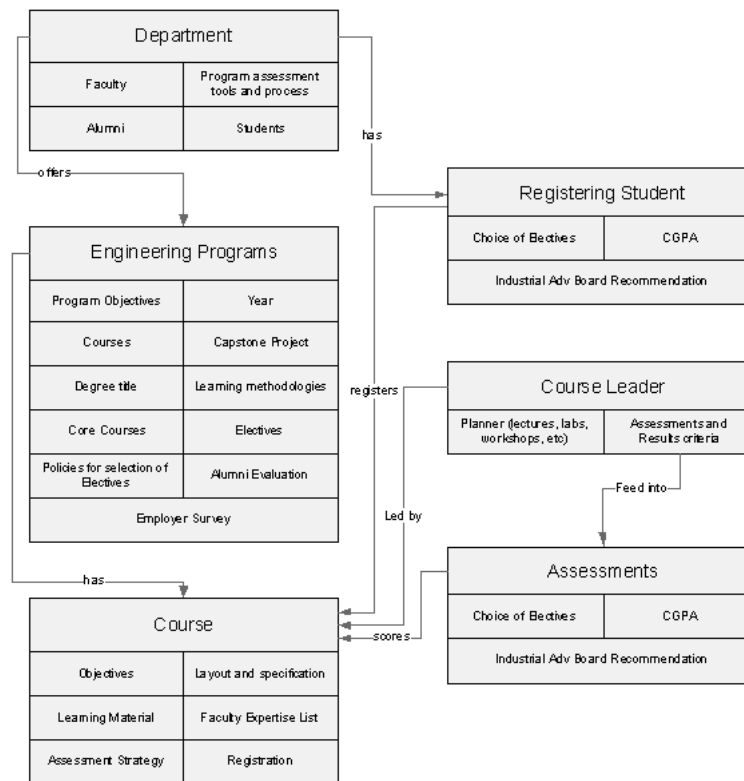 Department
Faculty
Program assessment
tools and process
Alumni
Students
has
offers
Registering Student
Choice of Electives
CGPA
Industrial Adv Board Recommendation
Engineering Programs
Program Objectives
Year
Courses
Capstone Project
Degree title
Learning methodologies
Core Courses
Electives
Policies for selection of
Electives
Alumni Evaluation
Employer Survey
registers
Course Leader
Planner (lectures, labs,
workshops, etc)
Assessments and
Results criteria
Feed into
Led by
Assessments
Choice of Electives
CGPA
Industrial Adv Board Recommendation
has
scores
Course
Objectives
Layout and specification
Learning Material
Faculty Expertise List
Assessment Strategy
Registration